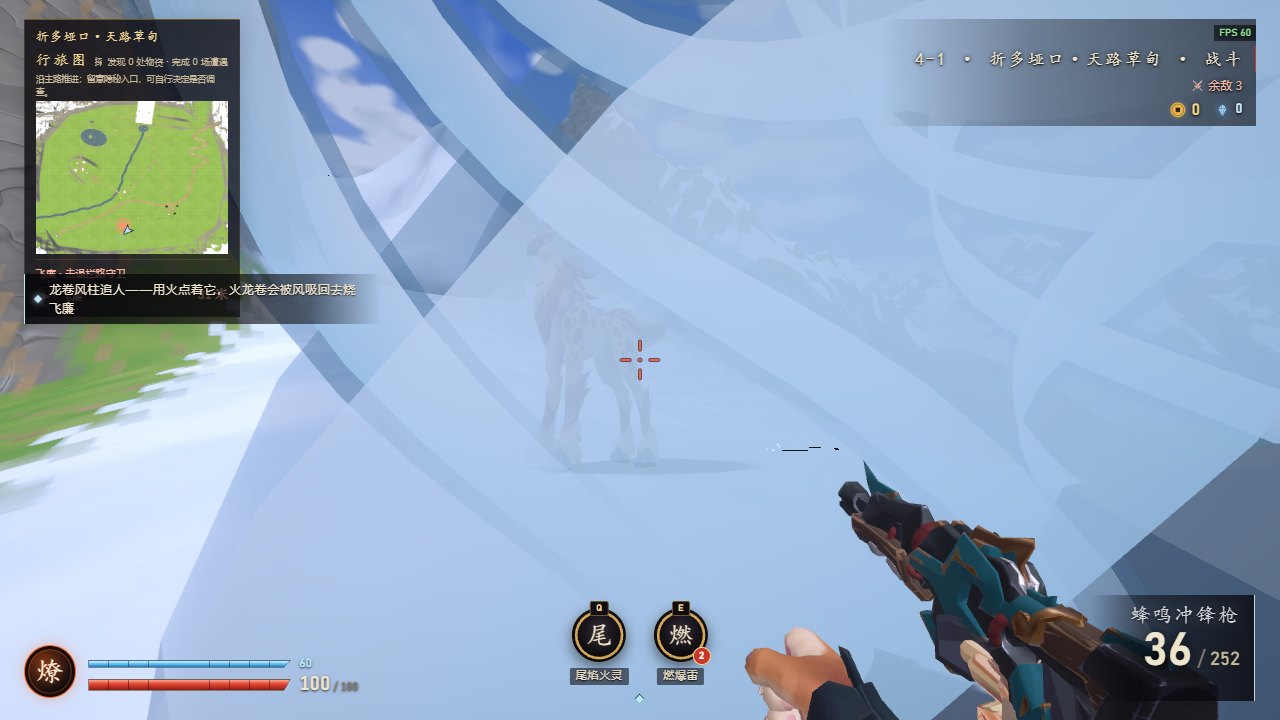 折多垭口·天路草甸
行旅图
发现 0 处物资·完成 0 场遭遇
沿主路推进；留意隐秘入口，可自行决定是否调
查。
龙卷风柱追人——用火点着它，火龙卷会被风吸回去烧
飞廉
FPS 60
4-1 · 折多垭口·天路草甸 · 战斗
余敌 3
0 0
燎
60
100 / 100
Q
尾
尾焰火灵
E
燃
2
燃爆雷
蜂鸣冲锋枪
36 / 252